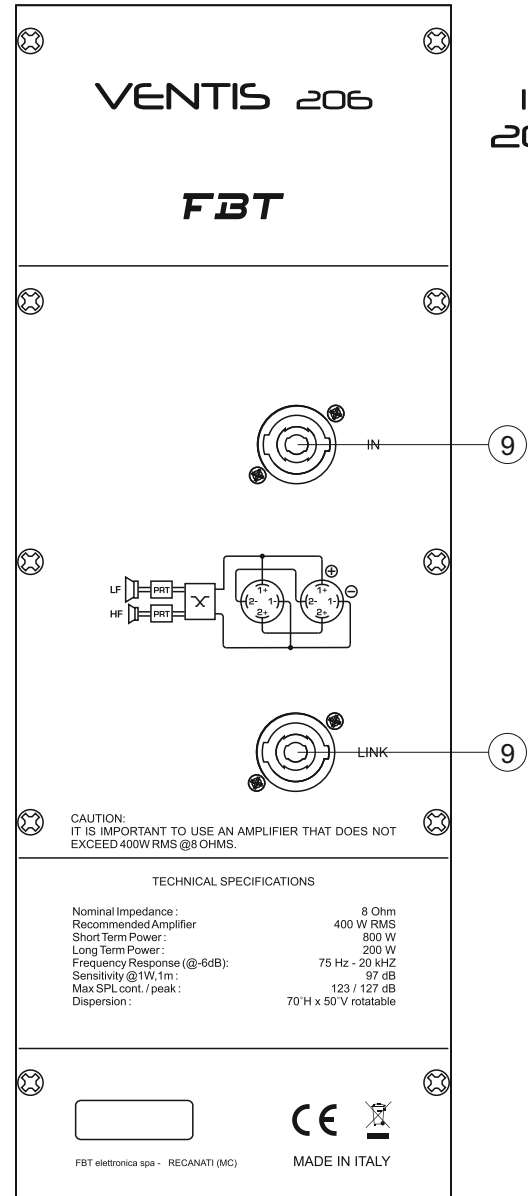 VENTIS 206
FBT
IN
9
LF PRT
HF PRT
1+ 1+
2- 1- 2- 1-
2+ 2+
+
-
LINK
9
CAUTION:
IT IS IMPORTANT TO USE AN AMPLIFIER THAT DOES NOT
EXCEED 400W RMS @8 OHMS.
TECHNICAL SPECIFICATIONS
Nominal Impedance : 8 Ohm
Recommended Amplifier 400 W RMS
Short Term Power : 800 W
Long Term Power : 200 W
Frequency Response (@-6dB): 75 Hz - 20 kHZ
Sensitivity @1W,1m : 97 dB
Max SPL cont. / peak : 123 / 127 dB
Dispersion : 70°H x 50°V rotatable
CE
FBT elettronica spa - RECANATI (MC)
MADE IN ITALY